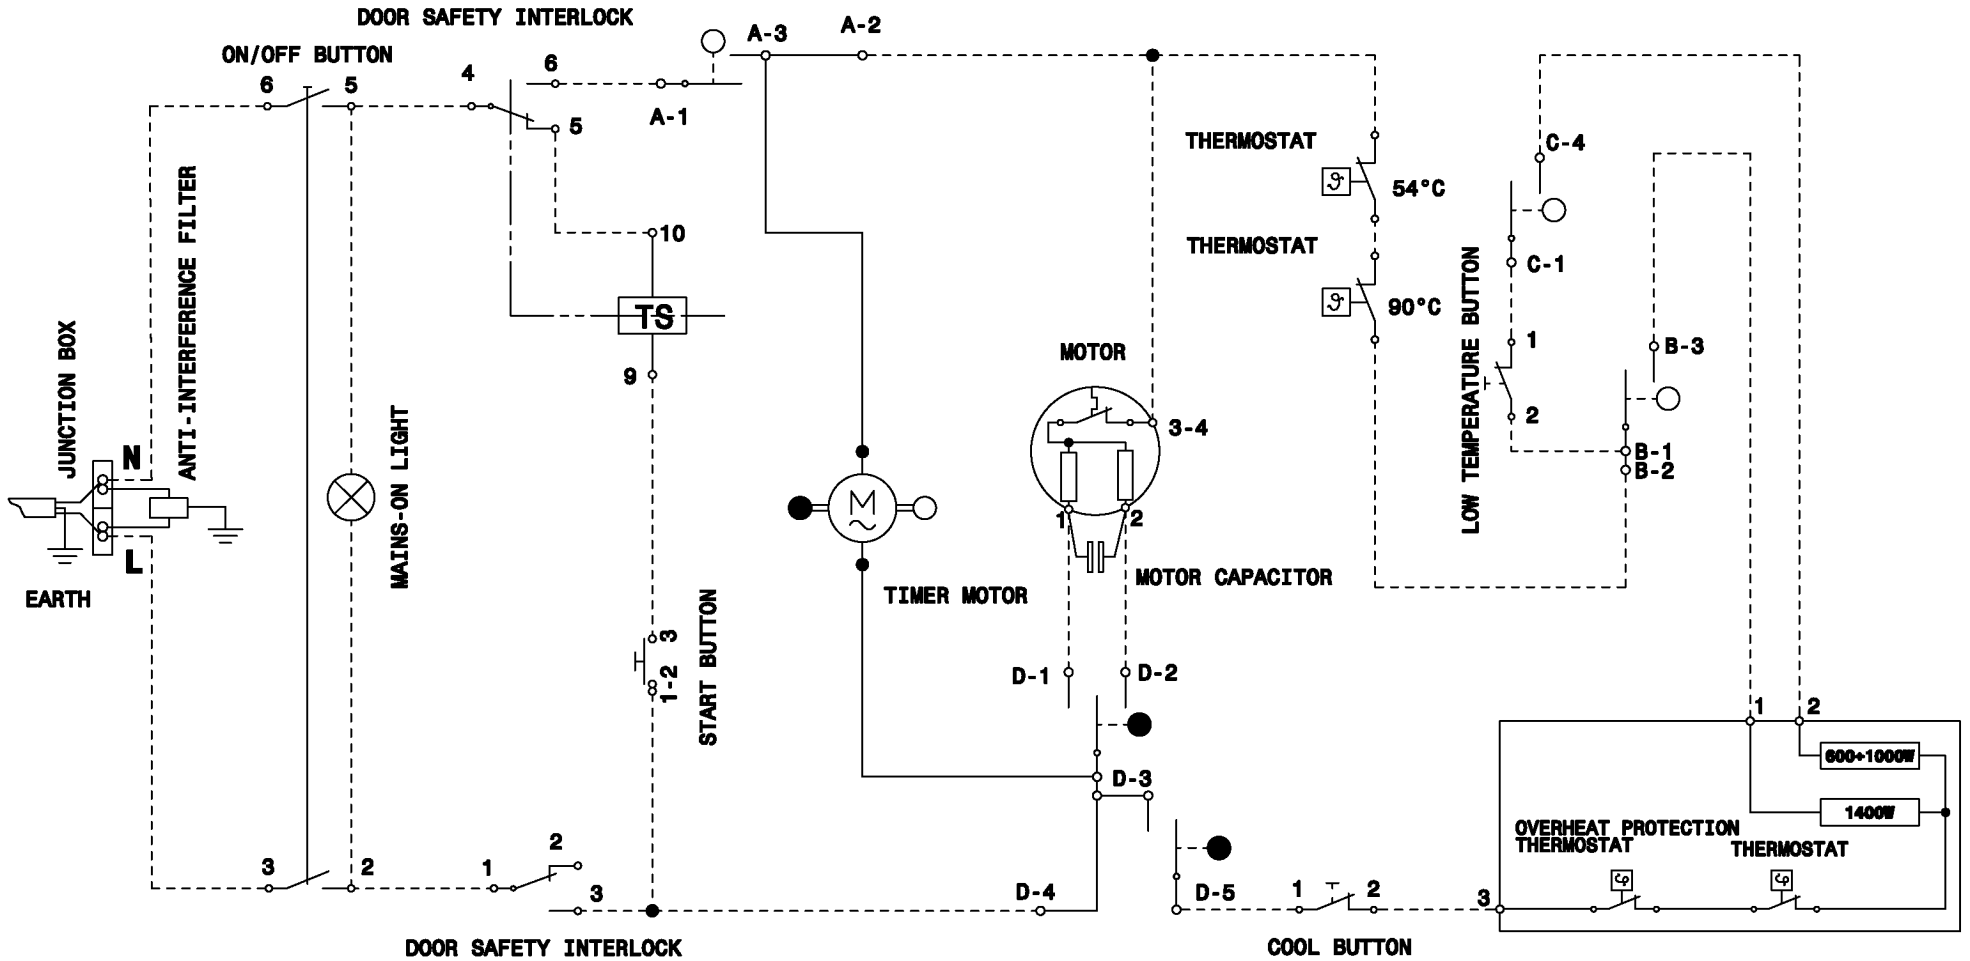 DOOR SAFETY INTERLOCK
ON/OFF BUTTON
6
5
4
6
5
A-1
A-3
A-2
C-4
THERMOSTAT
ϑ
54°C
THERMOSTAT
ϑ
90°C
C-1
1
2
LOW TEMPERATURE BUTTON
B-3
B-1
B-2
10
TS
9
JUNCTION BOX
ANTI-INTERFERENCE FILTER
N
L
EARTH
MAINS-ON LIGHT
MOTOR
3-4
1
2
MOTOR CAPACITOR
M
~
TIMER MOTOR
3
1-2
START BUTTON
D-1
D-2
D-3
1
2
600÷1000W
1400W
OVERHEAT PROTECTION
THERMOSTAT
THERMOSTAT
ϑ
ϑ
3
2
1
2
3
D-4
D-5
1
2
3
DOOR SAFETY INTERLOCK
COOL BUTTON